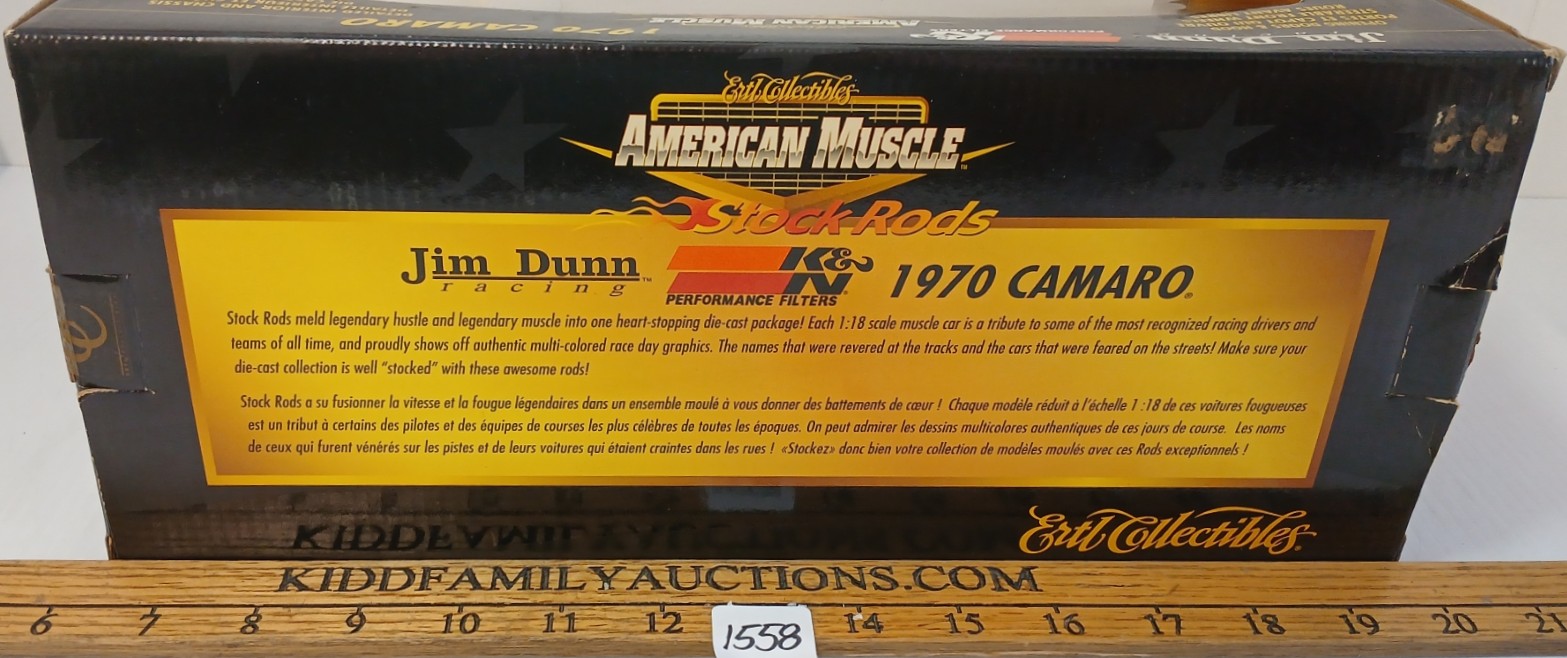 1970 CAMARO
AMERICAN MUSCLE
K&N
Jim Dunn
Ertl Collectibles
AMERICAN MUSCLE™
Stock Rods
Jim Dunn™
racing
K&N®
PERFORMANCE FILTERS
1970 CAMARO®
Stock Rods meld legendary hustle and legendary muscle into one heart-stopping die-cast package! Each 1:18 scale muscle car is a tribute to some of the most recognized racing drivers and
teams of all time, and proudly shows off authentic multi-colored race day graphics. The names that were revered at the tracks and the cars that were feared on the streets! Make sure your
die-cast collection is well “stocked” with these awesome rods!
Stock Rods a su fusionner la vitesse et la fougue légendaires dans un ensemble moulé à vous donner des battements de cœur ! Chaque modèle réduit à l'échelle 1 :18 de ces voitures fougueuses
est un tribut à certains des pilotes et des équipes de courses les plus célèbres de toutes les époques. On peut admirer les dessins multicolores authentiques de ces jours de course. Les noms
de ceux qui furent vénérés sur les pistes et de leurs voitures qui étaient craintes dans les rues ! «Stockez» donc bien votre collection de modèles moulés avec ces Rods exceptionnels !
Ertl Collectibles®
KIDDFAMILYAUCTIONS.COM
6 7 8 9 10 11 12 14 15 16 17 18 19 20 21
1558